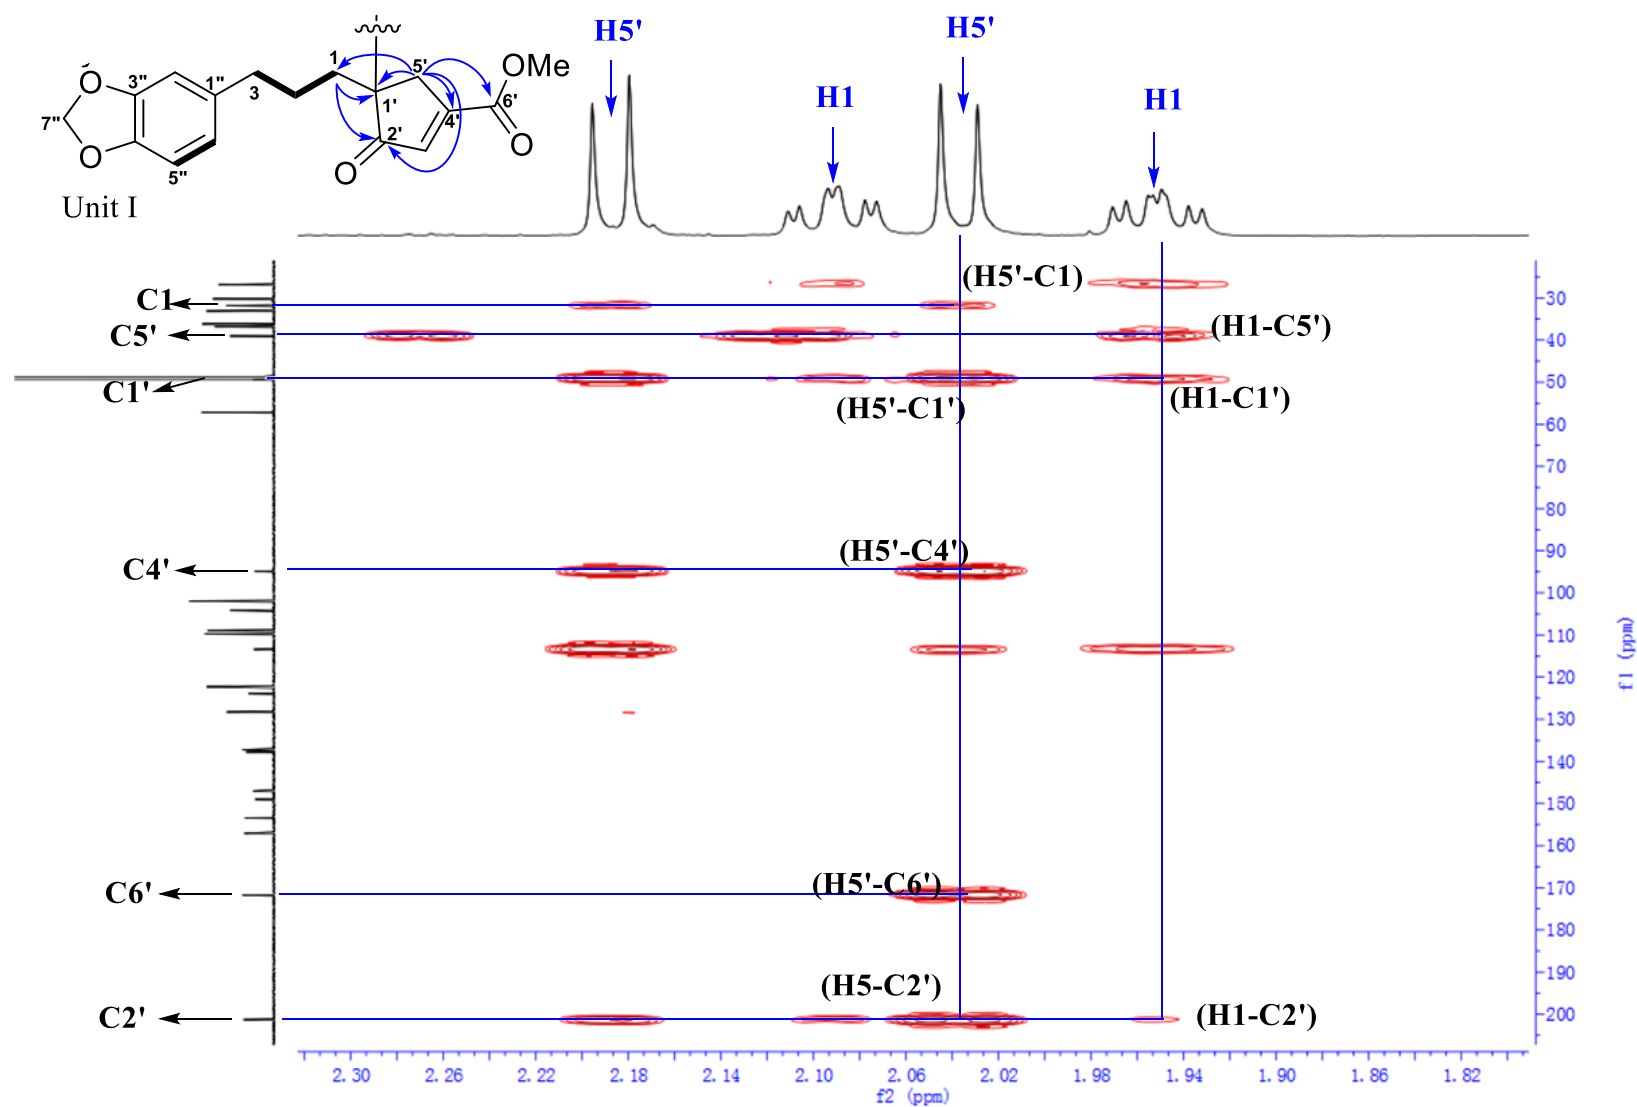 H5'
H5'
H1
H1
1
5'
OMe
O
3"
1"
3
1'
4'
6'
7"
2'
O
O
5"
O
Unit I
(H5'-C1)
C1
30
(H1-C5')
C5'
40
C1'
50
(H5'-C1')
(H1-C1')
60
70
80
(H5'-C4')
90
C4'
100
110
120
f1 (ppm)
130
140
150
160
(H5'-C6')
C6'
170
180
190
(H5-C2')
C2'
200
(H1-C2')
2.30 2.26 2.22 2.18 2.14 2.10 2.06 2.02 1.98 1.94 1.90 1.86 1.82
f2 (ppm)